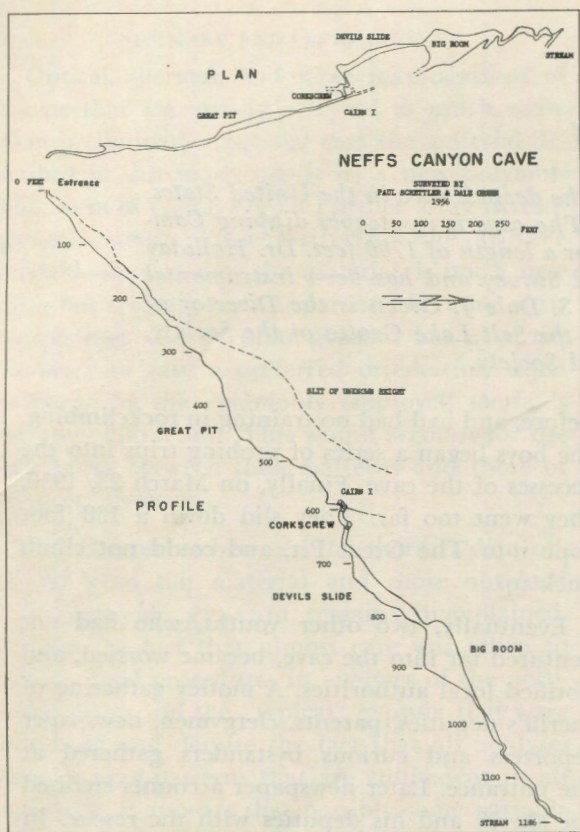 DEVILS SLIDE
BIG ROOM
STREAM
PLAN
CORKSCREW
GREAT PIT
CAIRN I
NEFFS CANYON CAVE
SURVEYED BY
PAUL SCHETTLER & DALE GREEN
1956
0 50 100 150 200 250
FEET
N
0 FEET Entrance
100
200
300
SLIT OF UNKNOWN HEIGHT
400
GREAT PIT
500
CAIRN I
PROFILE
600
CORKSCREW
700
DEVILS SLIDE
800
BIG ROOM
900
1000
1100
STREAM 1186